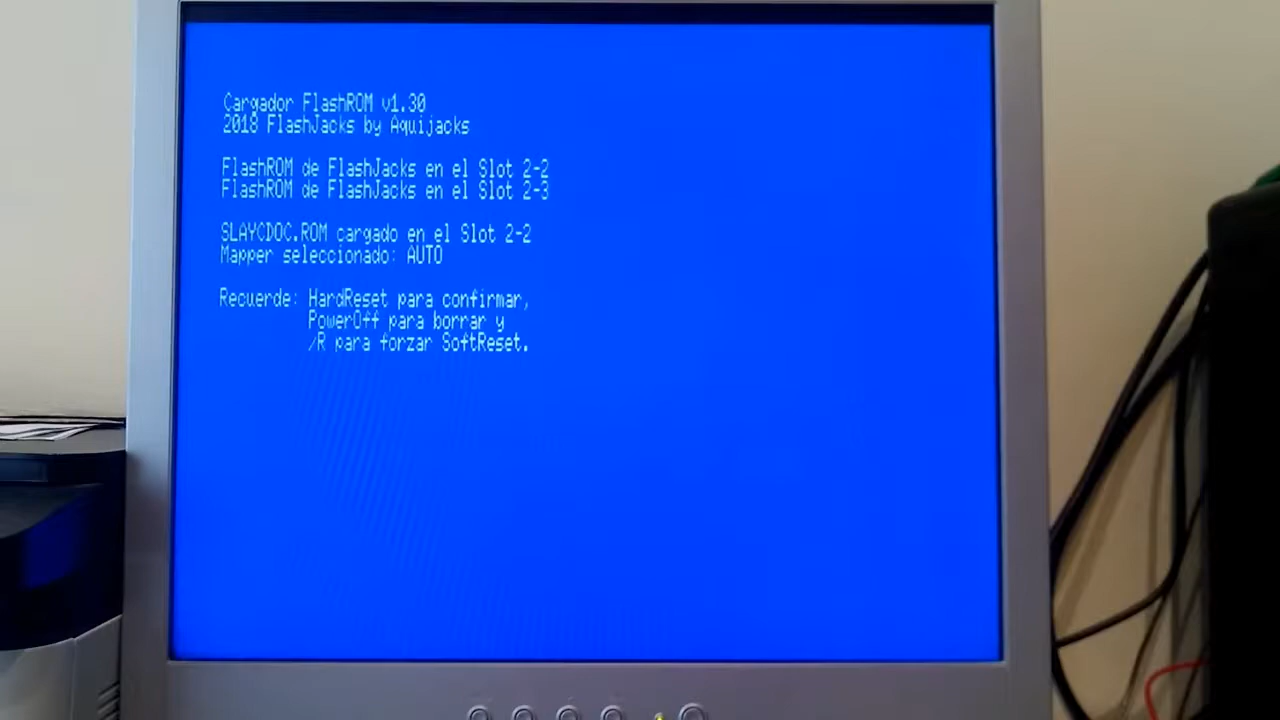 Cargador FlashROM v1.30
2018 FlashJacks by Aquijacks
FlashROM de FlashJacks en el Slot 2-2
FlashROM de FlashJacks en el Slot 2-3
SLAYCDOC.ROM cargado en el Slot 2-2
Mapper seleccionado: AUTO
Recuerde: HardReset para confirmar,
PowerOff para borrar y
/R para forzar SoftReset.